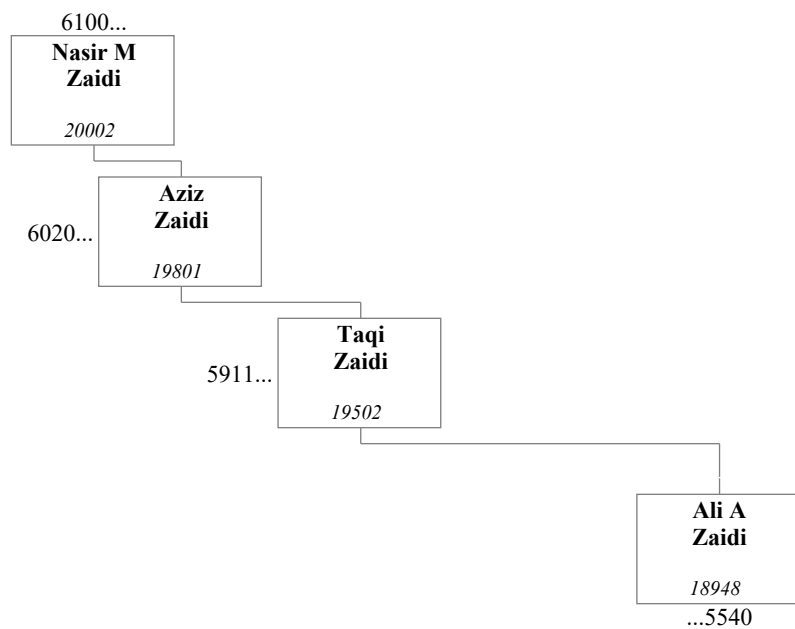 6100...
Nasir M
Zaidi
20002
Aziz
Zaidi
6020...
19801
Taqi
Zaidi
5911...
19502
Ali A
Zaidi
18948
...5540